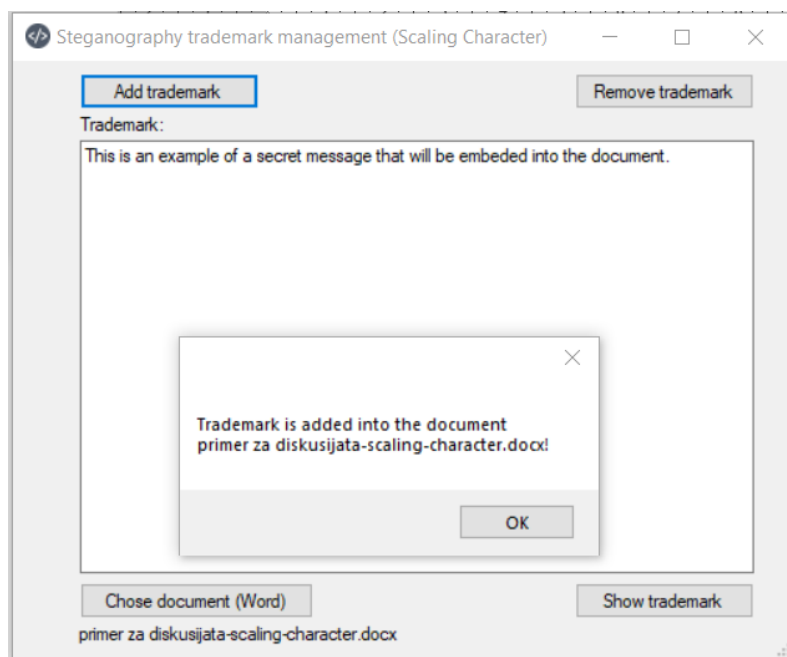 Steganography trademark management (Scaling Character)
Add trademark
Remove trademark
Trademark:
This is an example of a secret message that will be embeded into the document.
Trademark is added into the document
primer za diskusijata-scaling-character.docx!
OK
Chose document (Word)
Show trademark
primer za diskusijata-scaling-character.docx